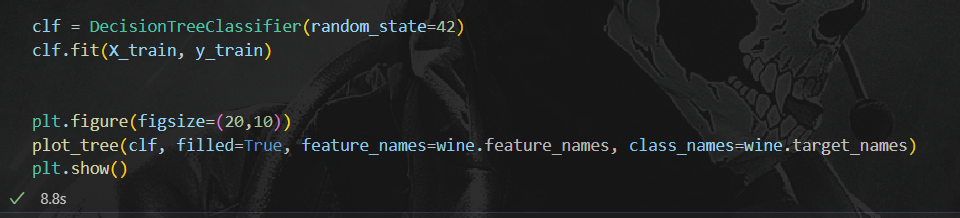 clf = DecisionTreeClassifier(random_state=42)
clf.fit(X_train, y_train)
plt.figure(figsize=(20,10))
plot_tree(clf, filled=True, feature_names=wine.feature_names, class_names=wine.target_names)
plt.show()
8.8s